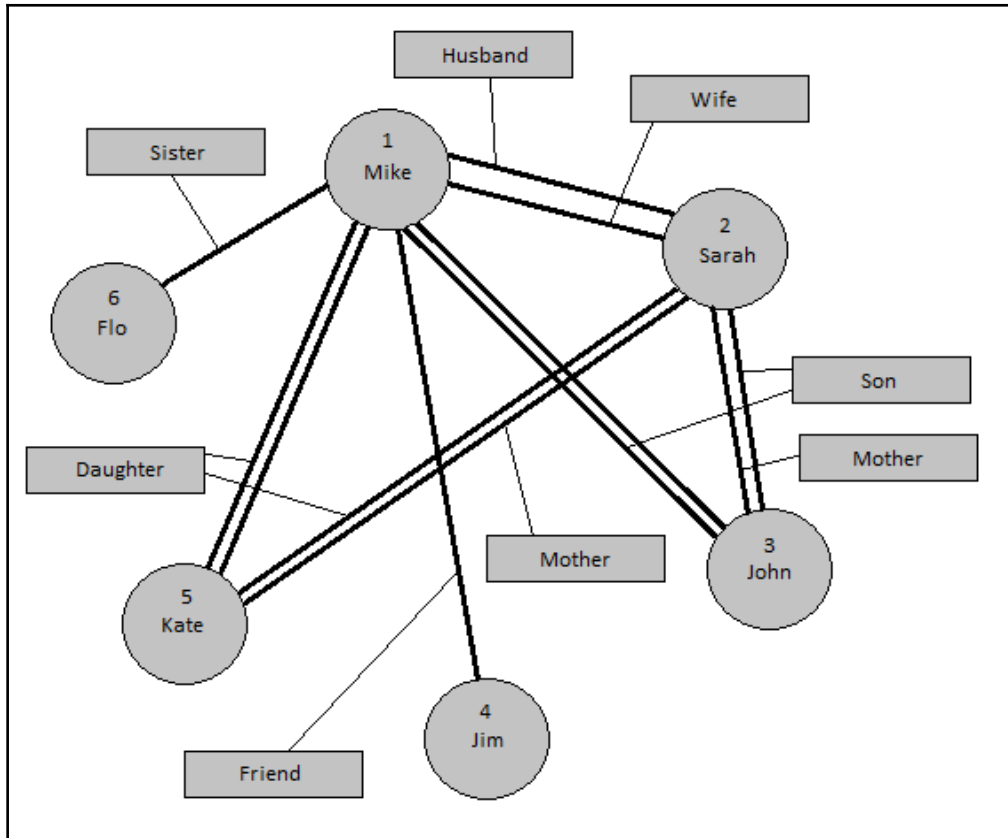 Husband
Wife
Sister
1
Mike
2
Sarah
6
Flo
Son
Daughter
Mother
Mother
3
John
5
Kate
4
Jim
Friend